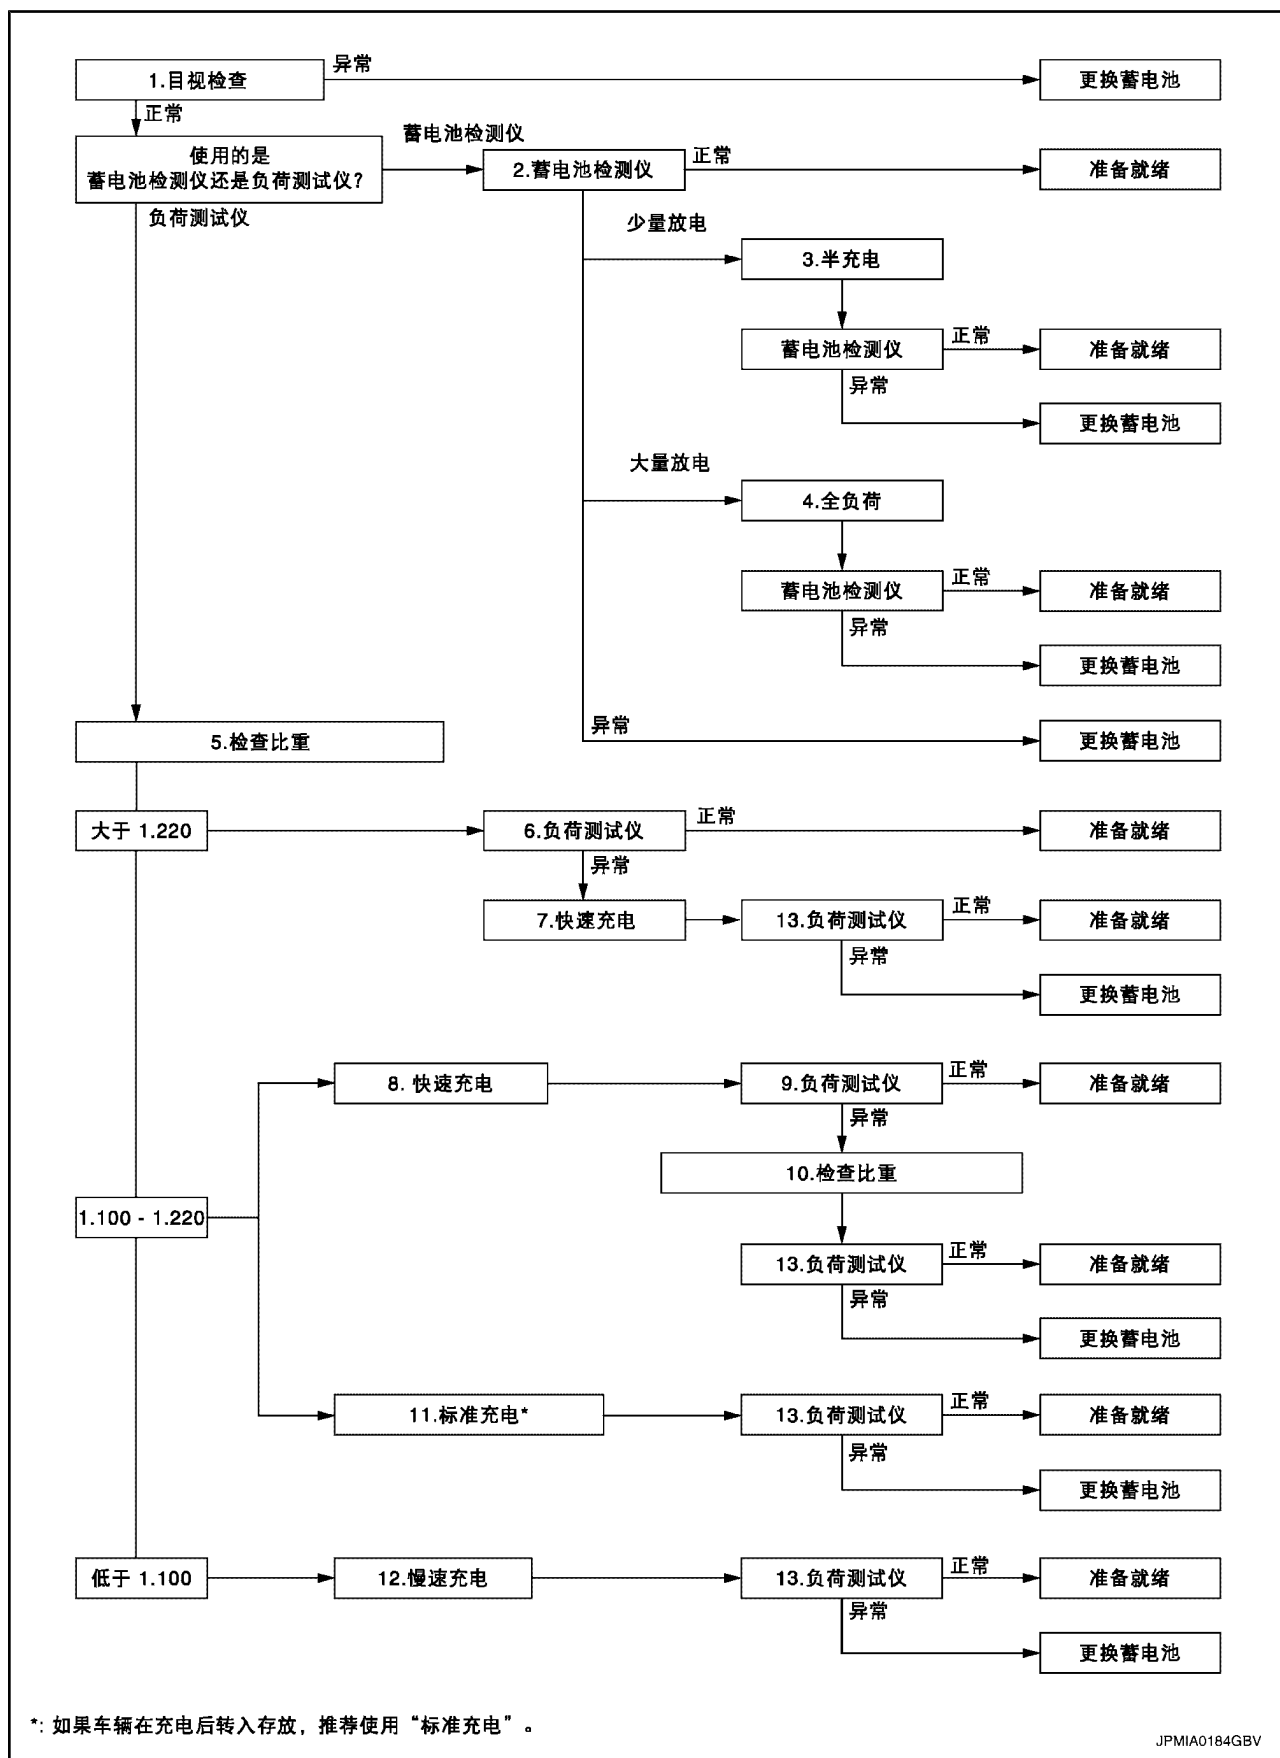 1.目视检查
异常
更换蓄电池
正常
使用的是
蓄电池检测仪还是负荷测试仪?
蓄电池检测仪
2.蓄电池检测仪
正常
准备就绪
负荷测试仪
少量放电
3.半充电
蓄电池检测仪
正常
准备就绪
异常
更换蓄电池
大量放电
4.全负荷
蓄电池检测仪
正常
准备就绪
异常
更换蓄电池
异常
更换蓄电池
5.检查比重
大于 1.220
6.负荷测试仪
正常
准备就绪
异常
7.快速充电
13.负荷测试仪
正常
准备就绪
异常
更换蓄电池
8. 快速充电
9.负荷测试仪
正常
准备就绪
异常
10.检查比重
1.100 - 1.220
13.负荷测试仪
正常
准备就绪
异常
更换蓄电池
11.标准充电*
13.负荷测试仪
正常
准备就绪
异常
更换蓄电池
低于 1.100
12.慢速充电
13.负荷测试仪
正常
准备就绪
异常
更换蓄电池
*: 如果车辆在充电后转入存放，推荐使用“标准充电”。
JPMIA0184GBV